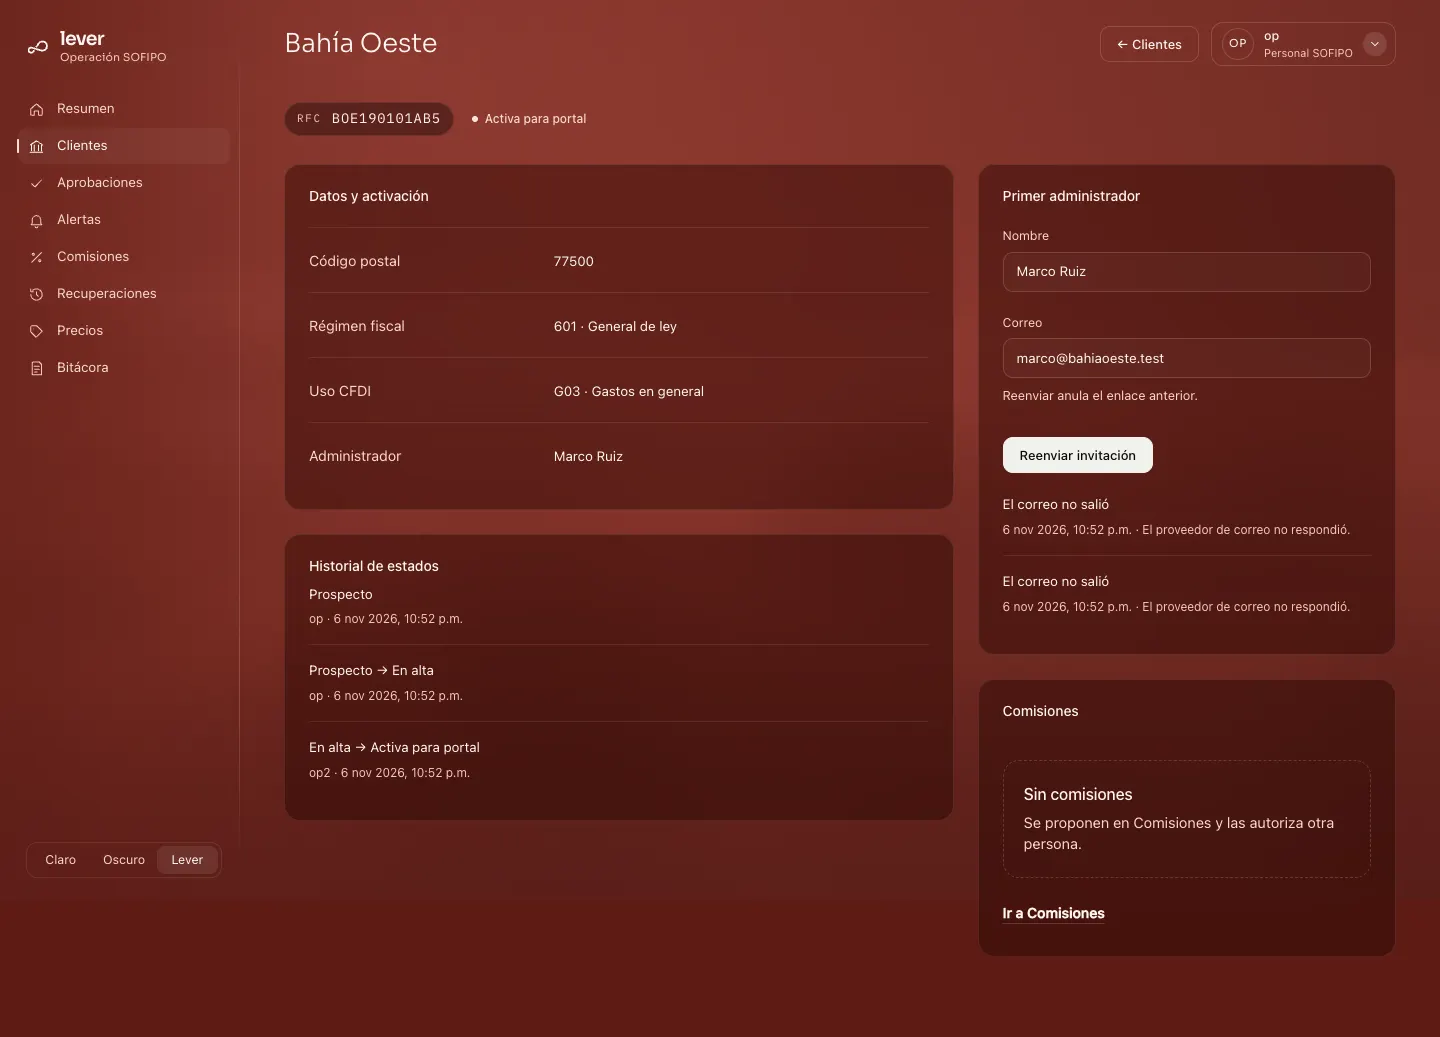 lever
Operación SOFIPO
Resumen
Clientes
Aprobaciones
Alertas
Comisiones
Recuperaciones
Precios
Bitácora
Claro
Oscuro
Lever
Bahía Oeste
← Clientes
OP
op
Personal SOFIPO
RFC BOE190101AB5
Activa para portal
Datos y activación
Código postal
77500
Régimen fiscal
601 · General de ley
Uso CFDI
G03 · Gastos en general
Administrador
Marco Ruiz
Historial de estados
Prospecto
op · 6 nov 2026, 10:52 p.m.
Prospecto → En alta
op · 6 nov 2026, 10:52 p.m.
En alta → Activa para portal
op2 · 6 nov 2026, 10:52 p.m.
Primer administrador
Nombre
Marco Ruiz
Correo
marco@bahiaoeste.test
Reenviar anula el enlace anterior.
Reenviar invitación
El correo no salió
6 nov 2026, 10:52 p.m. · El proveedor de correo no respondió.
El correo no salió
6 nov 2026, 10:52 p.m. · El proveedor de correo no respondió.
Comisiones
Sin comisiones
Se proponen en Comisiones y las autoriza otra
persona.
Ir a Comisiones